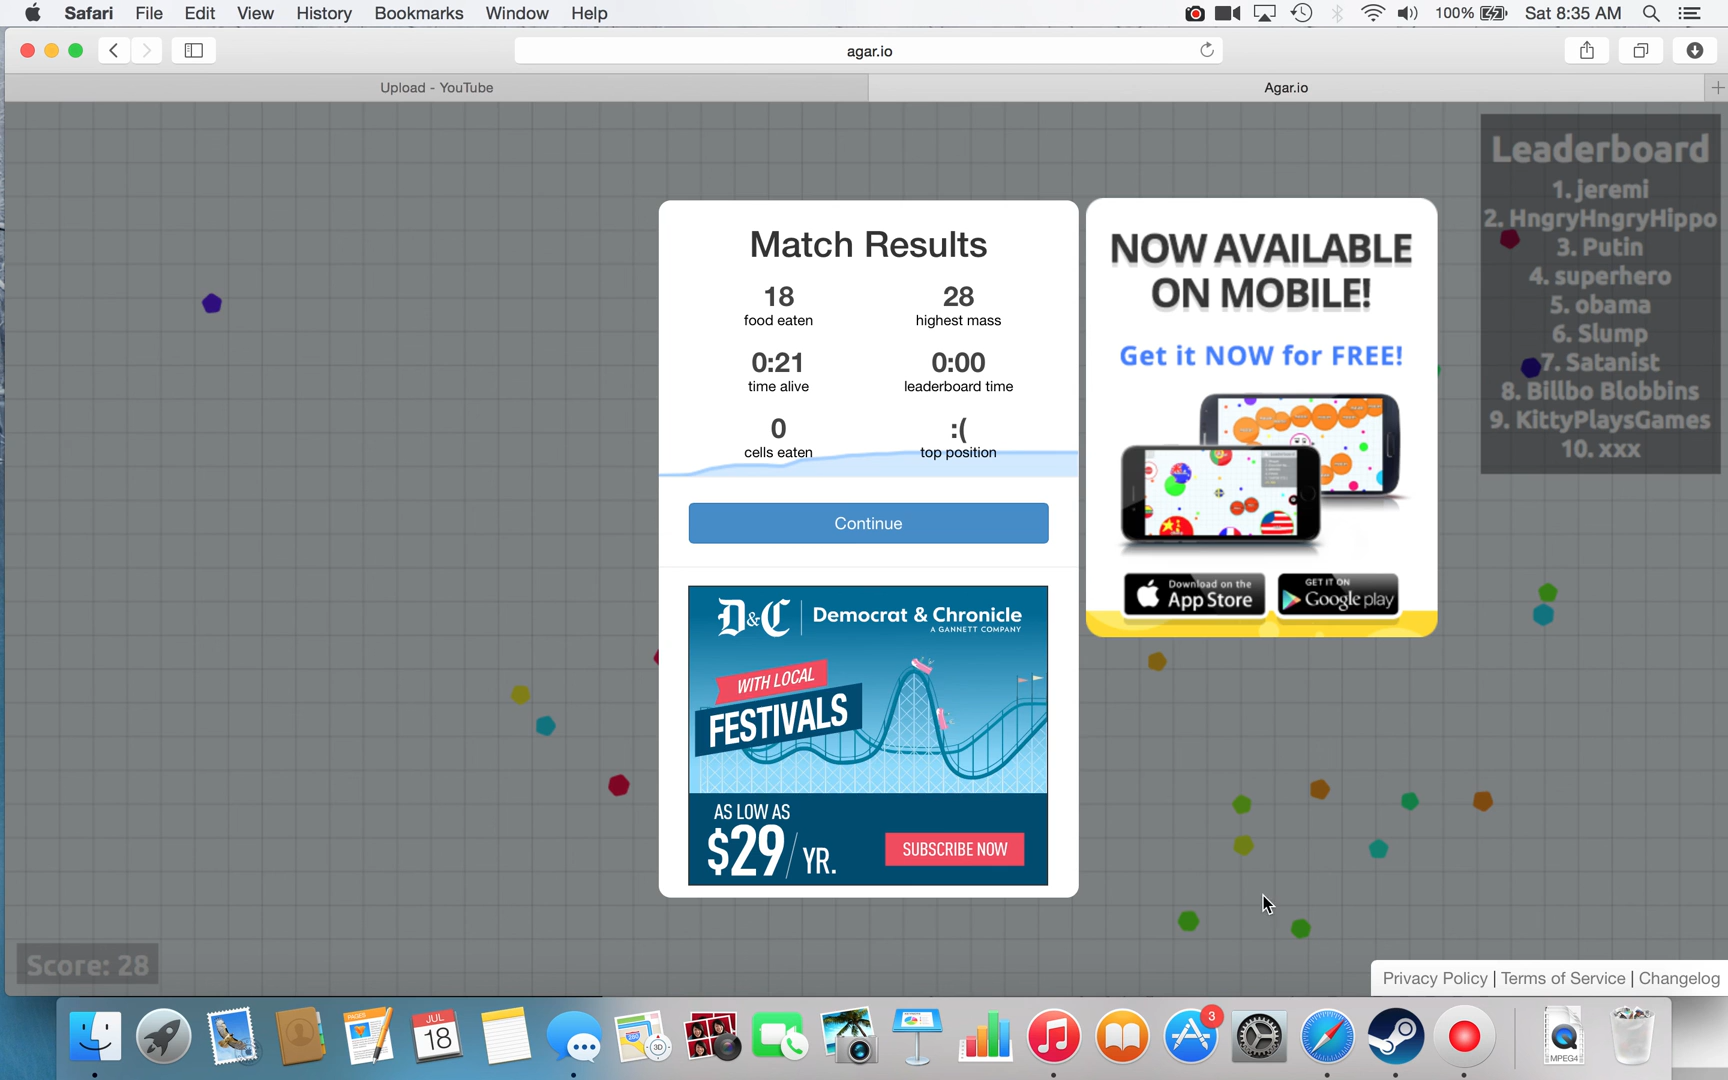 Safari File Edit View History Bookmarks Window Help 100% Sat 8:35 AM
agar.io
Upload - YouTube
Agar.io
Leaderboard
1. jeremi
2. HngryHngryHippo
3. Putin
4. superhero
5. obama
6. Slump
7. Satanist
8. Billbo Blobbins
9. KittyPlaysGames
10. xxx
Match Results
18
food eaten
28
highest mass
0:21
time alive
0:00
leaderboard time
0
cells eaten
:(
top position
Continue
NOW AVAILABLE
ON MOBILE!
Get it NOW for FREE!
Download on the
App Store
GET IT ON
Google play
D&C Democrat & Chronicle
A GANNETT COMPANY
WITH LOCAL
FESTIVALS
AS LOW AS
$29/YR.
SUBSCRIBE NOW
Score: 28
Privacy Policy | Terms of Service | Changelog
PAGES
JUL
18
3D
3
MPEG4